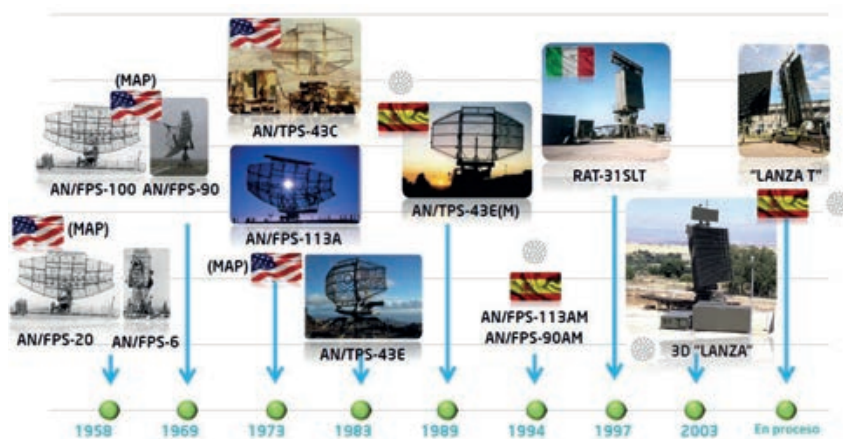 (MAP)
AN/TPS-43C
AN/FPS-100
AN/FPS-90
AN/TPS-43E(M)
RAT-31SLT
"LANZA T"
(MAP)
AN/FPS-113A
(MAP)
AN/FPS-20
AN/FPS-6
AN/TPS-43E
AN/FPS-113AM
AN/FPS-90AM
3D "LANZA"
1958
1969
1973
1983
1989
1994
1997
2003
En proceso